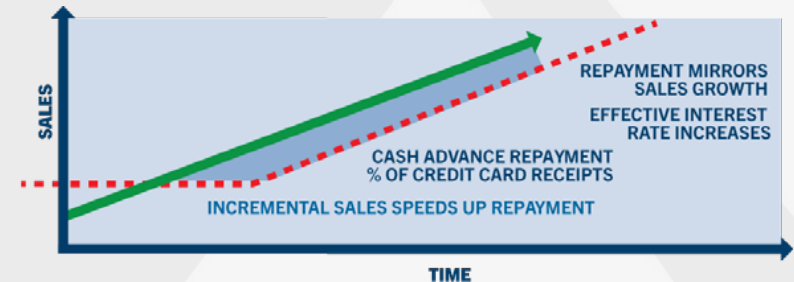 SALES
REPAYMENT MIRRORS
SALES GROWTH
EFFECTIVE INTEREST
RATE INCREASES
CASH ADVANCE REPAYMENT
% OF CREDIT CARD RECEIPTS
INCREMENTAL SALES SPEEDS UP REPAYMENT
TIME